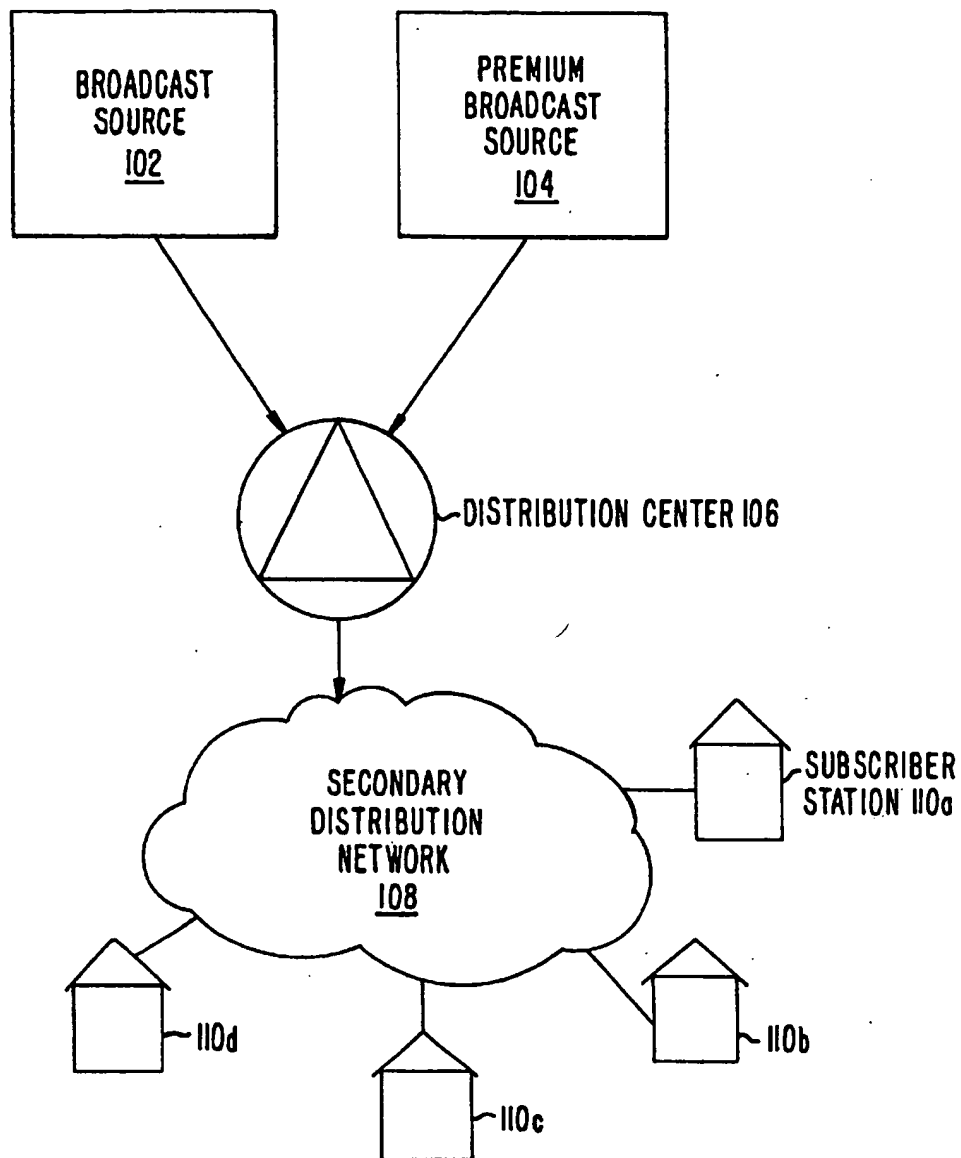 BROADCAST
SOURCE
102
PREMIUM
BROADCAST
SOURCE
104
DISTRIBUTION CENTER 106
SECONDARY
DISTRIBUTION
NETWORK
108
SUBSCRIBER
STATION 110a
110d
110b
110c